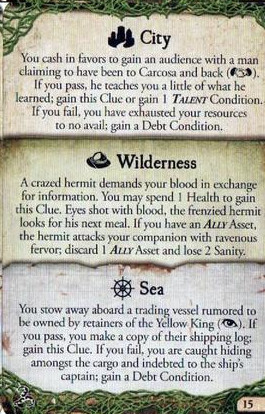 City
You cash in favors to gain an audience with a man
claiming to have been to Carcosa and back ( ).
If you pass, he teaches you a little of what he
learned; gain this Clue or gain 1 TALENT Condition.
If you fail, you have exhausted your resources
to no avail; gain a Debt Condition.
Wilderness
A crazed hermit demands your blood in exchange
for information. You may spend 1 Health to gain
this Clue. Eyes shot with blood, the frenzied hermit
looks for his next meal. If you have an ALLY Asset,
the hermit attacks your companion with ravenous
fervor; discard 1 ALLY Asset and lose 2 Sanity.
Sea
You stow away aboard a trading vessel rumored to
be owned by retainers of the Yellow King ( ). If
you pass, you make a copy of their shipping log;
gain this Clue. If you fail, you are caught hiding
amongst the cargo and indebted to the ship's
captain; gain a Debt Condition.
15